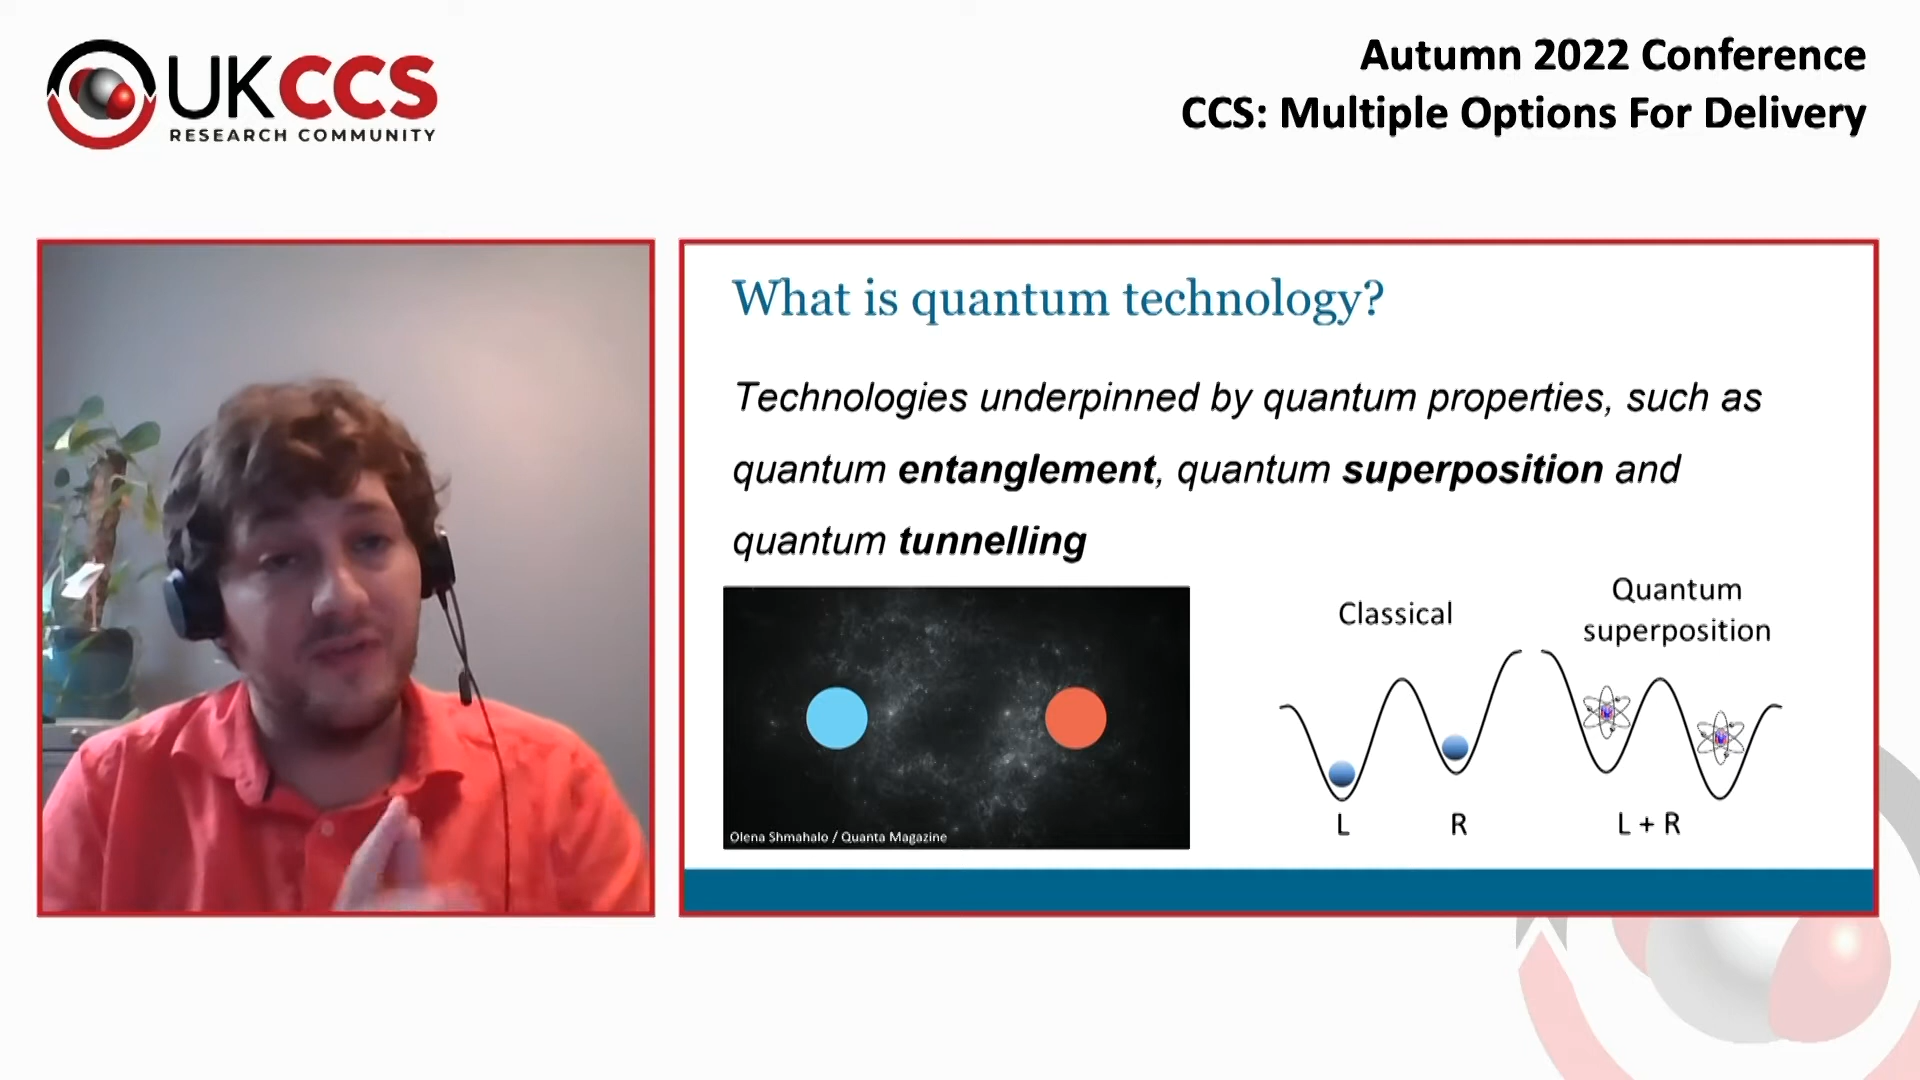 UKCCS
RESEARCH COMMUNITY
Autumn 2022 Conference
CCS: Multiple Options For Delivery
What is quantum technology?
Technologies underpinned by quantum properties, such as
quantum entanglement, quantum superposition and
quantum tunnelling
Olena Shmahalo / Quanta Magazine
Classical
L
R
Quantum
superposition
L + R